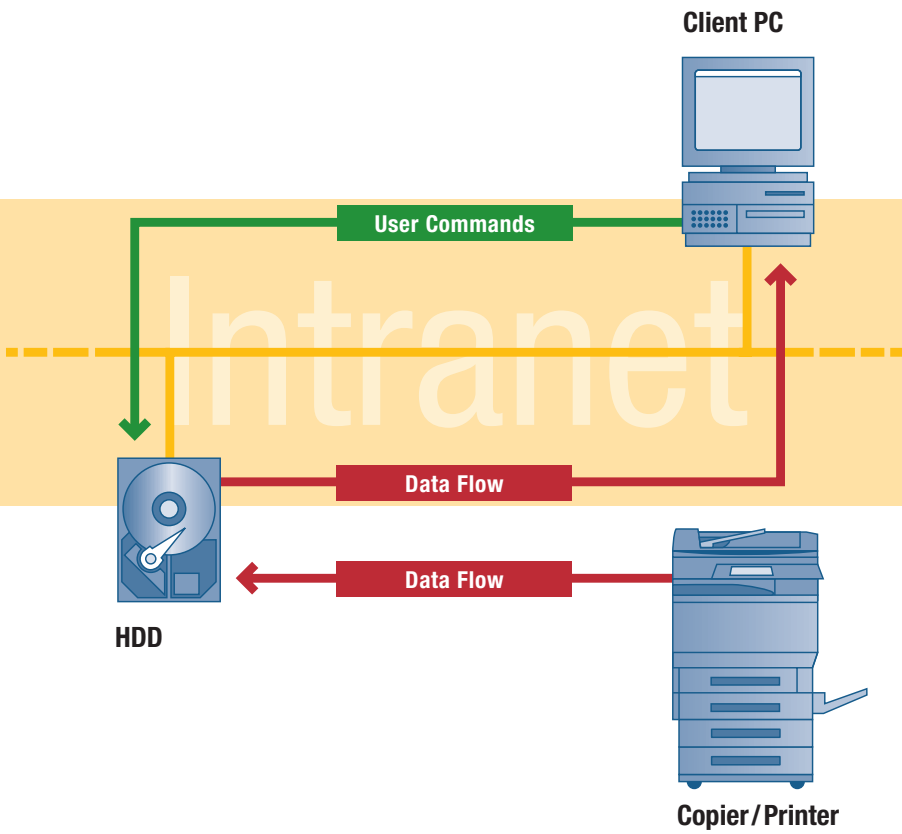 Client PC
User Commands
Intranet
Data Flow
Data Flow
HDD
Copier/Printer